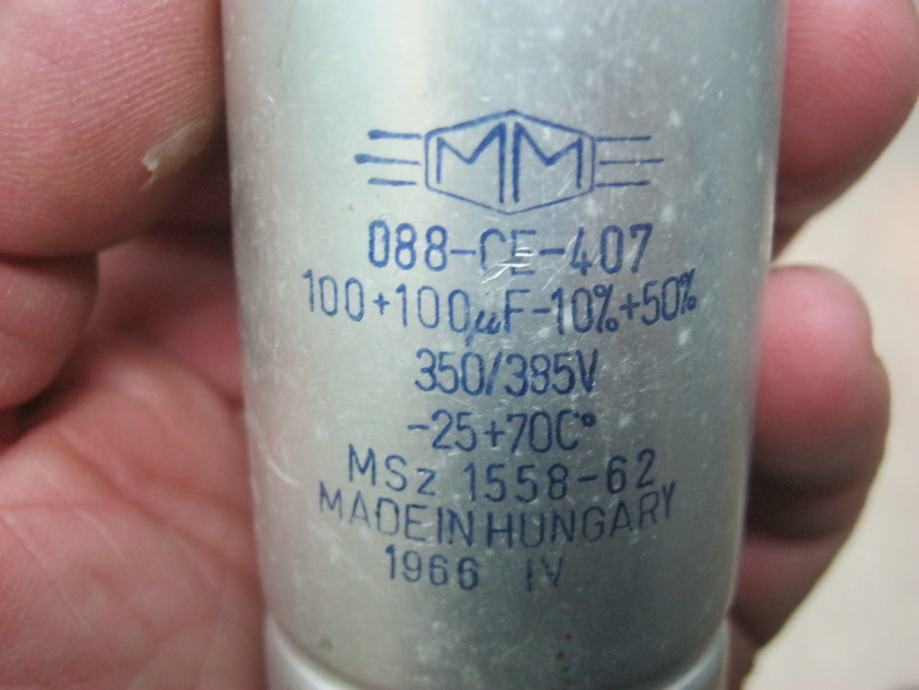 MM
088-CE-407
100+100µF-10%+50%
350/385V
-25+70C°
MSz 1558-62
MADE IN HUNGARY
1966 IV